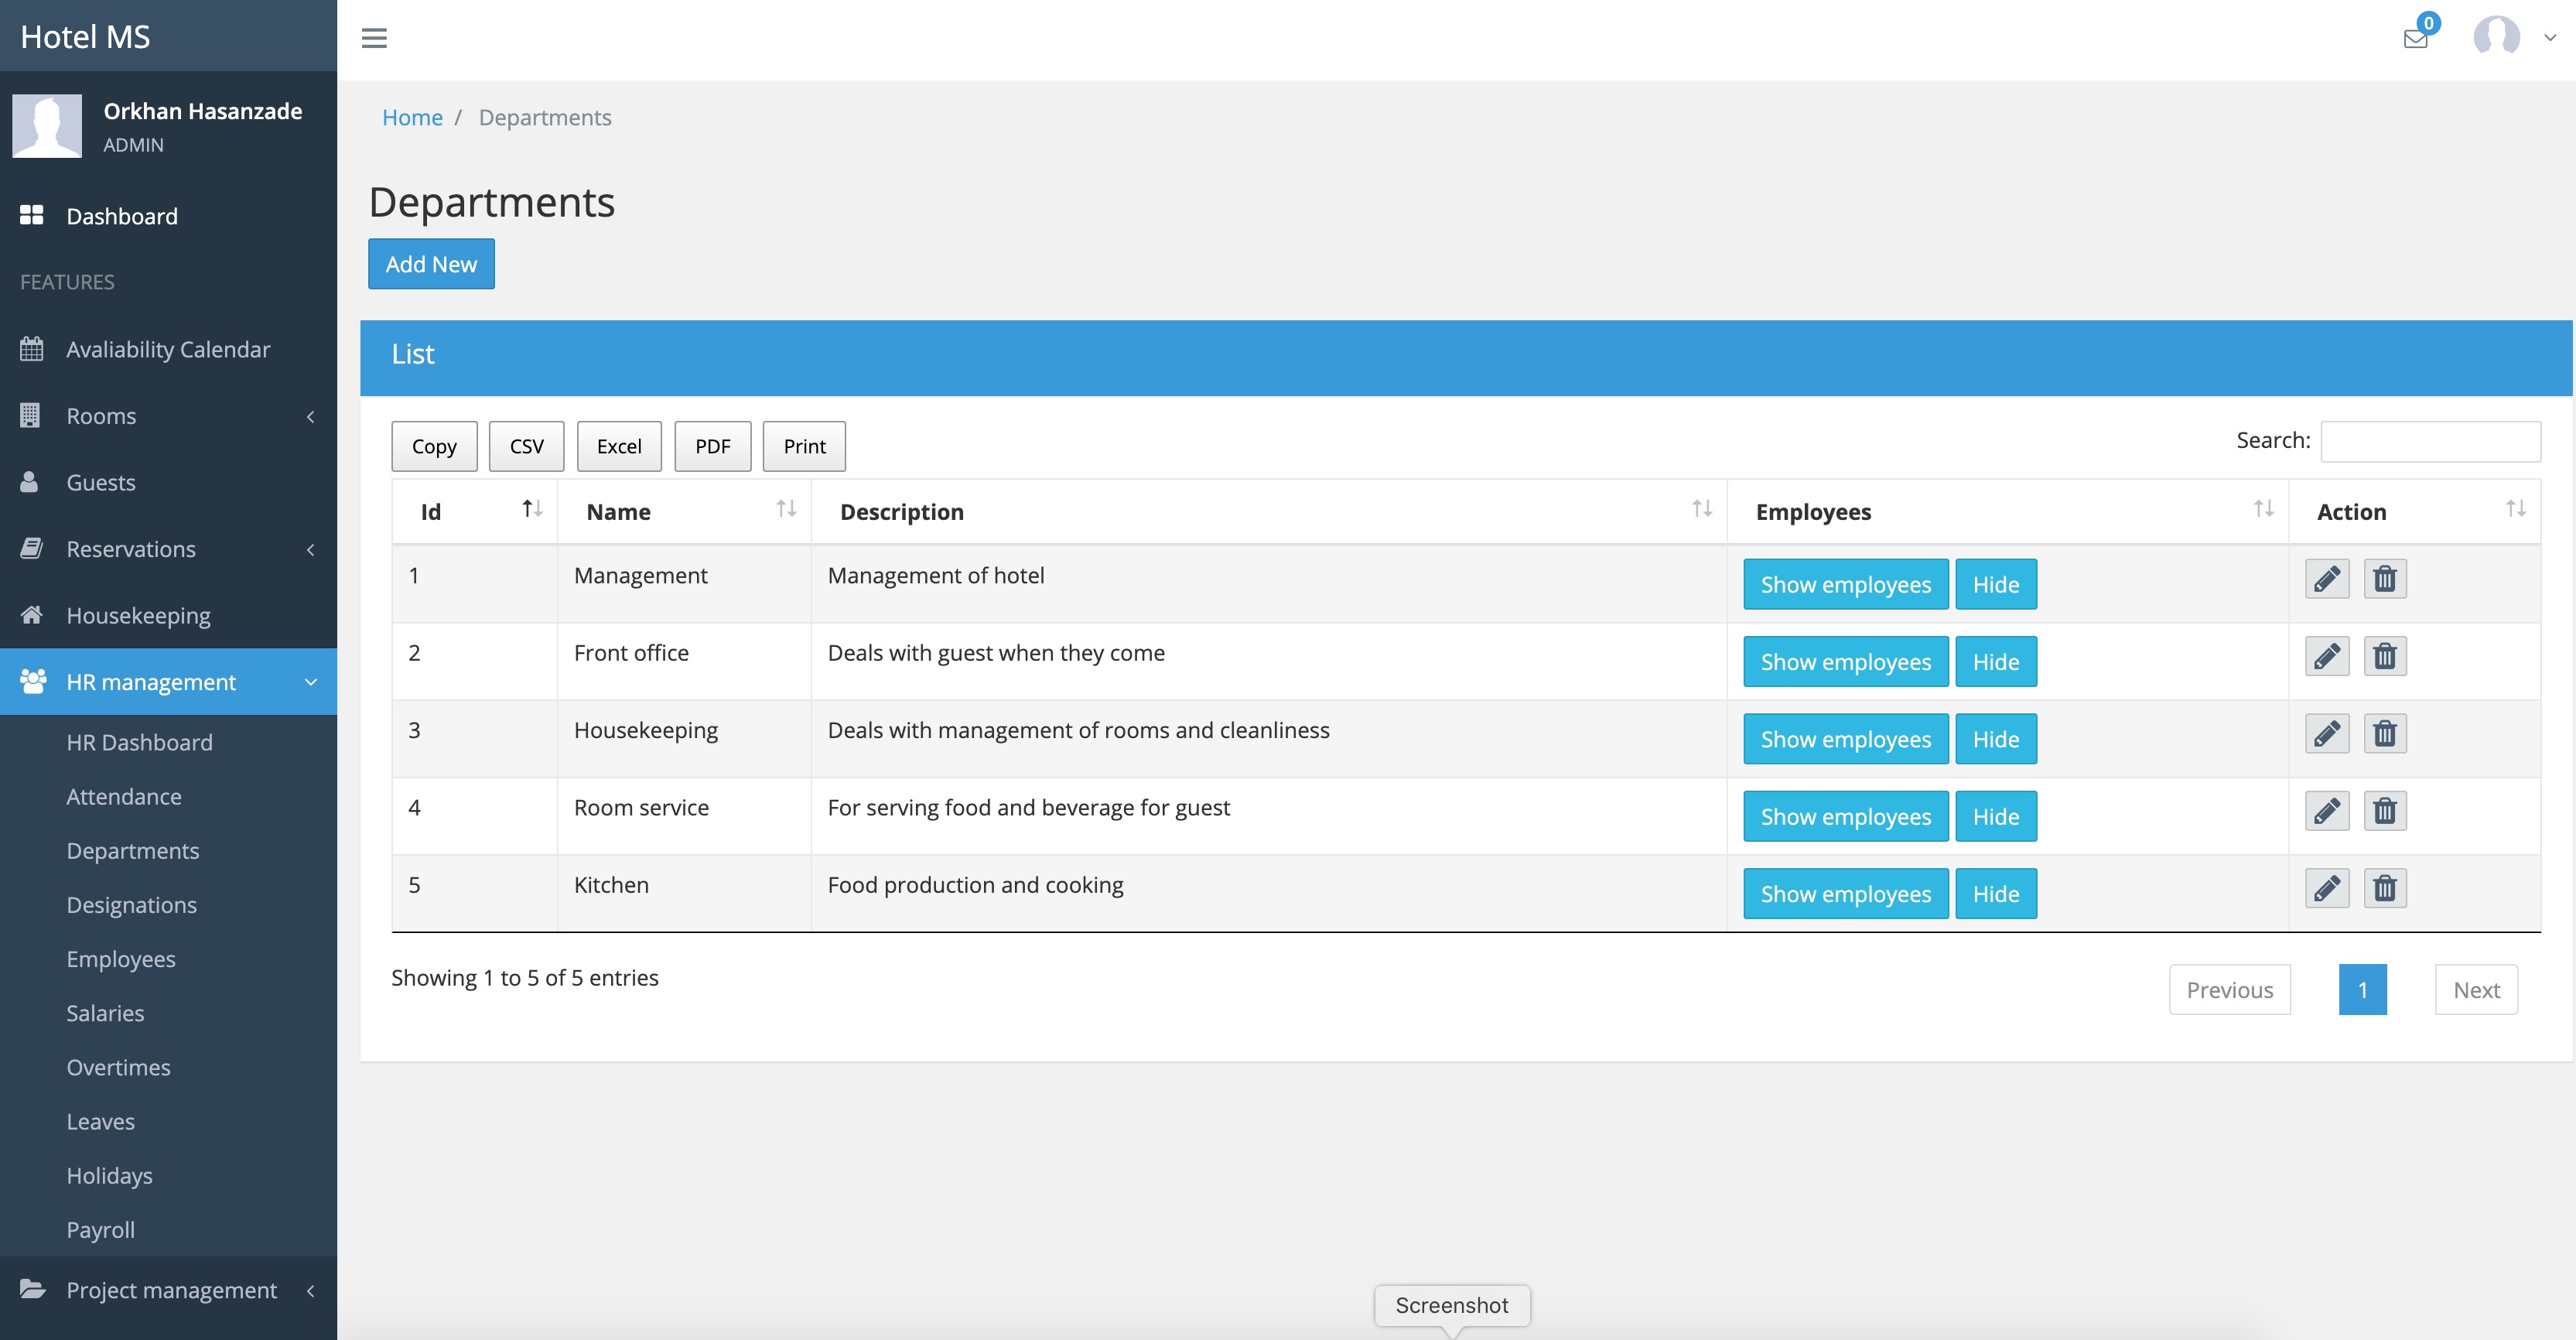 Hotel MS
0
Orkhan Hasanzade
ADMIN
Dashboard
FEATURES
Avaliability Calendar
Rooms
Guests
Reservations
Housekeeping
HR management
HR Dashboard
Attendance
Departments
Designations
Employees
Salaries
Overtimes
Leaves
Holidays
Payroll
Project management
Home / Departments
Departments
Add New
List
Copy CSV Excel PDF Print Search:
Id Name Description Employees Action
1 Management Management of hotel Show employees Hide
2 Front office Deals with guest when they come Show employees Hide
3 Housekeeping Deals with management of rooms and cleanliness Show employees Hide
4 Room service For serving food and beverage for guest Show employees Hide
5 Kitchen Food production and cooking Show employees Hide
Showing 1 to 5 of 5 entries Previous 1 Next
Screenshot